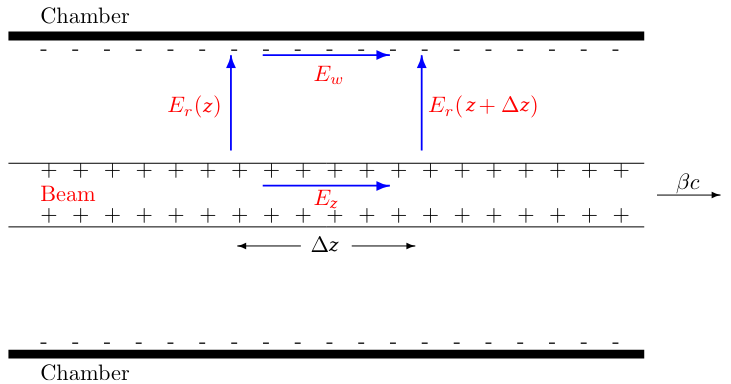 Chamber
- - - - - - - - - - - - - - - - - - -
E_w
E_r(z)
E_r(z + Δz)
+ + + + + + + + + + + + + + + + + + +
Beam
E_z
βc
+ + + + + + + + + + + + + + + + + + +
Δz
- - - - - - - - - - - - - - - - - - -
Chamber